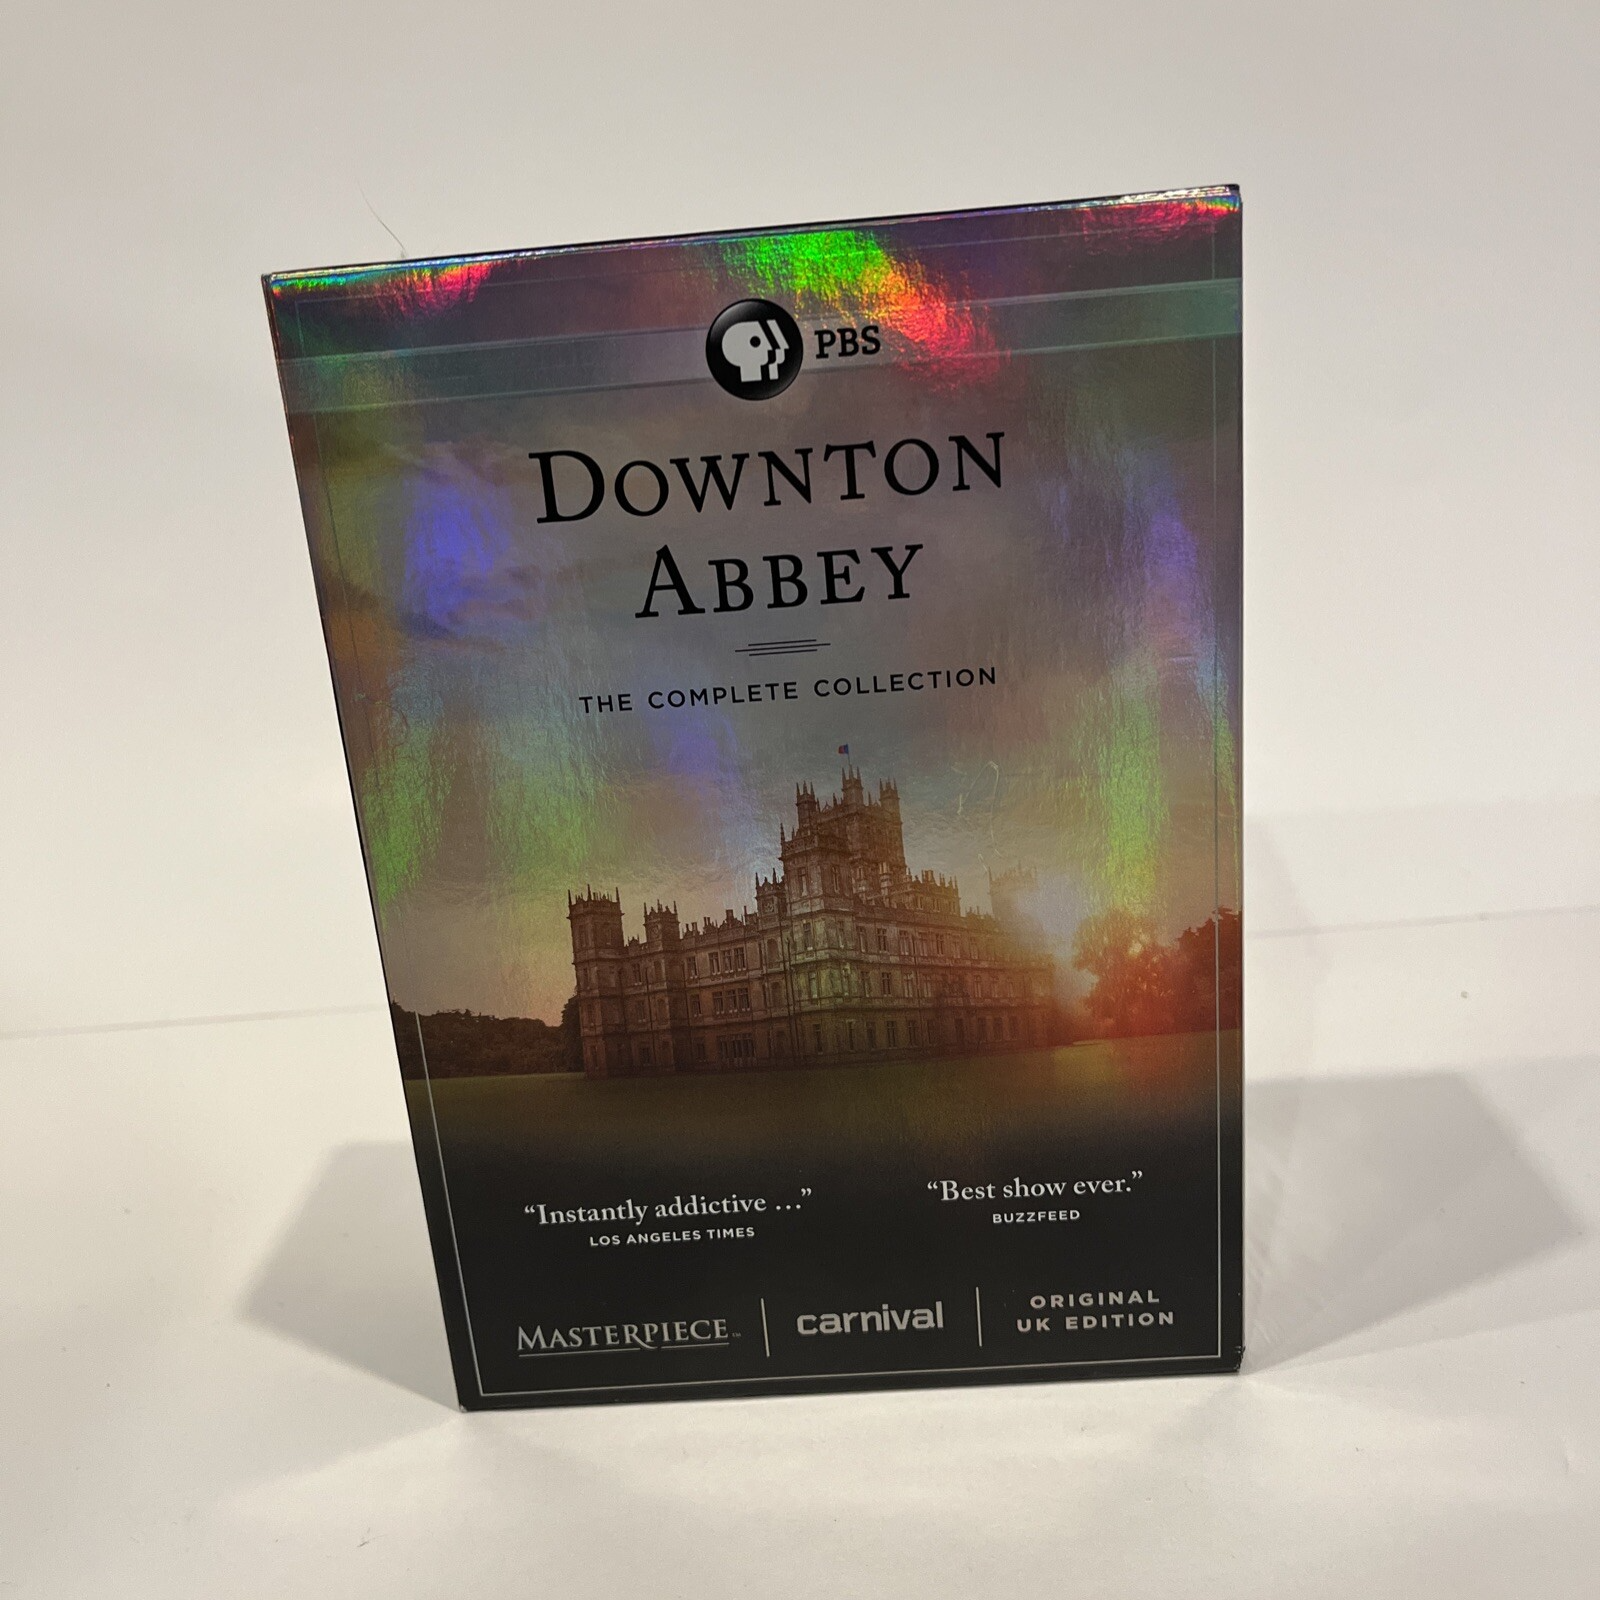 PBS
DOWNTON
ABBEY
THE COMPLETE COLLECTION
“Instantly addictive ...”
LOS ANGELES TIMES
“Best show ever.”
BUZZFEED
MASTERPIECE™
carnival
ORIGINAL
UK EDITION